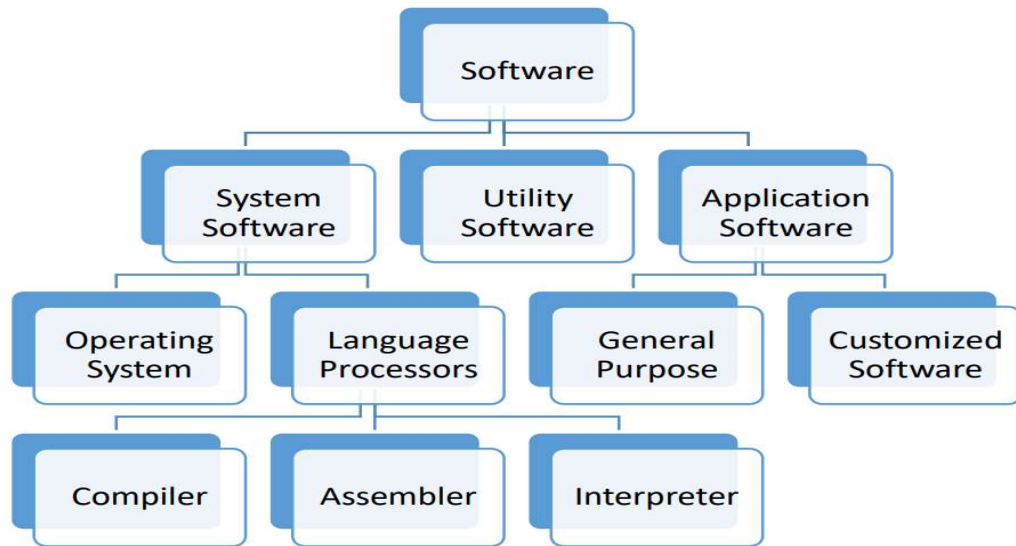 Software
System
Software
Utility
Software
Application
Software
Operating
System
Language
Processors
General
Purpose
Customized
Software
Compiler
Assembler
Interpreter